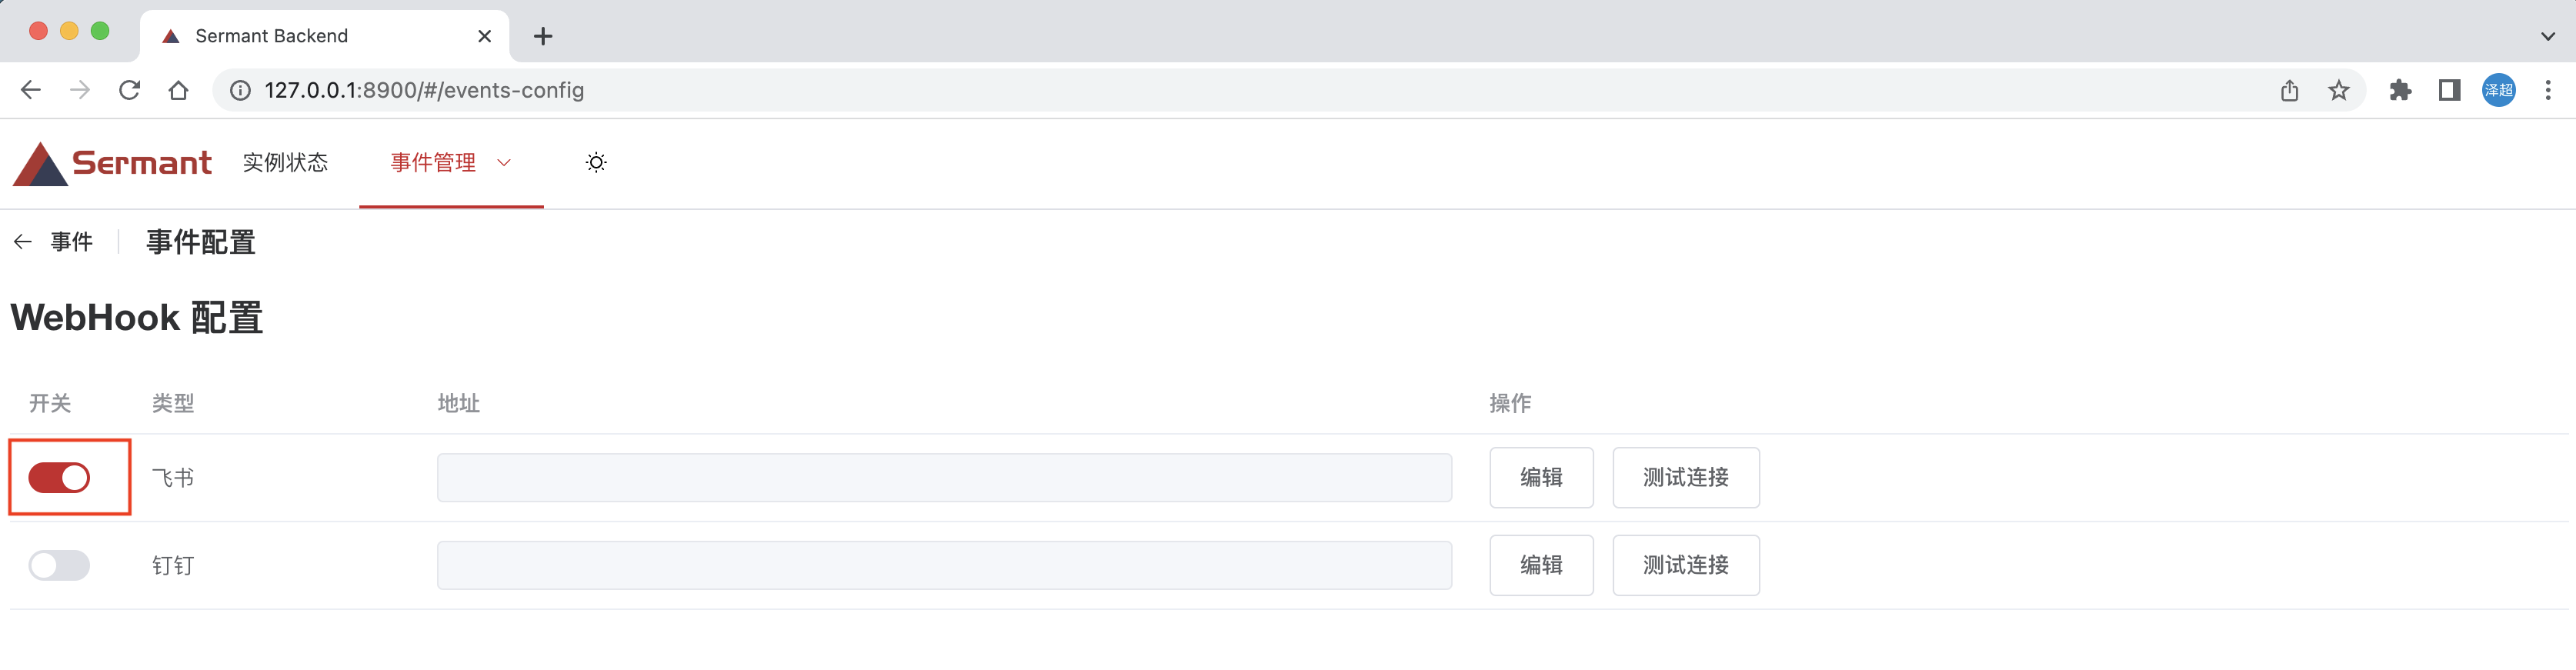 Sermant Backend
127.0.0.1:8900/#/events-config
泽超
Sermant 实例状态 事件管理
事件 事件配置
WebHook 配置
开关 类型 地址 操作
飞书 编辑 测试连接
钉钉 编辑 测试连接